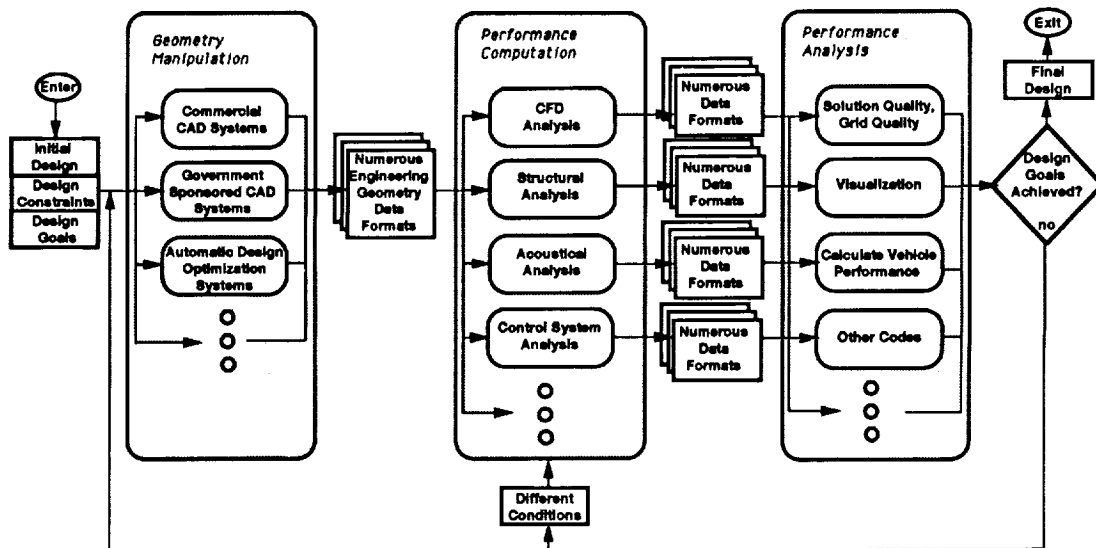 Enter
Initial
Design
Design
Constraints
Design
Goals
Geometry
Manipulation
Commercial
CAD Systems
Government
Sponsored CAD
Systems
Automatic Design
Optimization
Systems
Numerous
Engineering
Geometry
Data
Formats
Performance
Computation
CFD
Analysis
Structural
Analysis
Acoustical
Analysis
Control System
Analysis
Numerous
Data
Formats
Numerous
Data
Formats
Numerous
Data
Formats
Numerous
Data
Formats
Performance
Analysis
Solution Quality,
Grid Quality
Visualization
Calculate Vehicle
Performance
Other Codes
Exit
Final
Design
Design
Goals
Achieved?
no
Different
Conditions